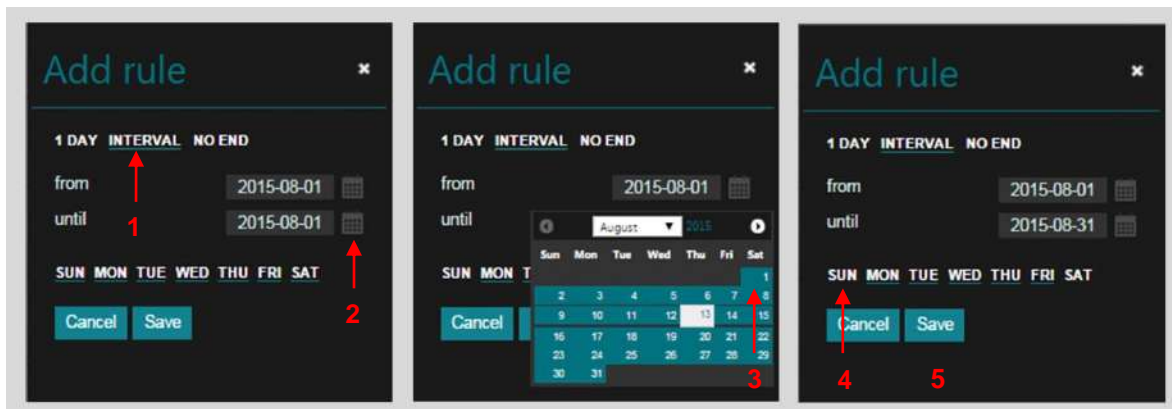 Add rule ×
1 DAY INTERVAL NO END
from 2015-08-01
1
until 2015-08-01
SUN MON TUE WED THU FRI SAT
2
Cancel Save
Add rule ×
1 DAY INTERVAL NO END
from 2015-08-01
until
August ▼ 2015
Sun Mon Tue Wed Thu Fri Sat
1
2 3 4 5 6 7 8
9 10 11 12 13 14 15
16 17 18 19 20 21 22
23 24 25 26 27 28 29
30 31
3
SUN MON T
Cancel
Add rule ×
1 DAY INTERVAL NO END
from 2015-08-01
until 2015-08-31
SUN MON TUE WED THU FRI SAT
Cancel Save
4 5